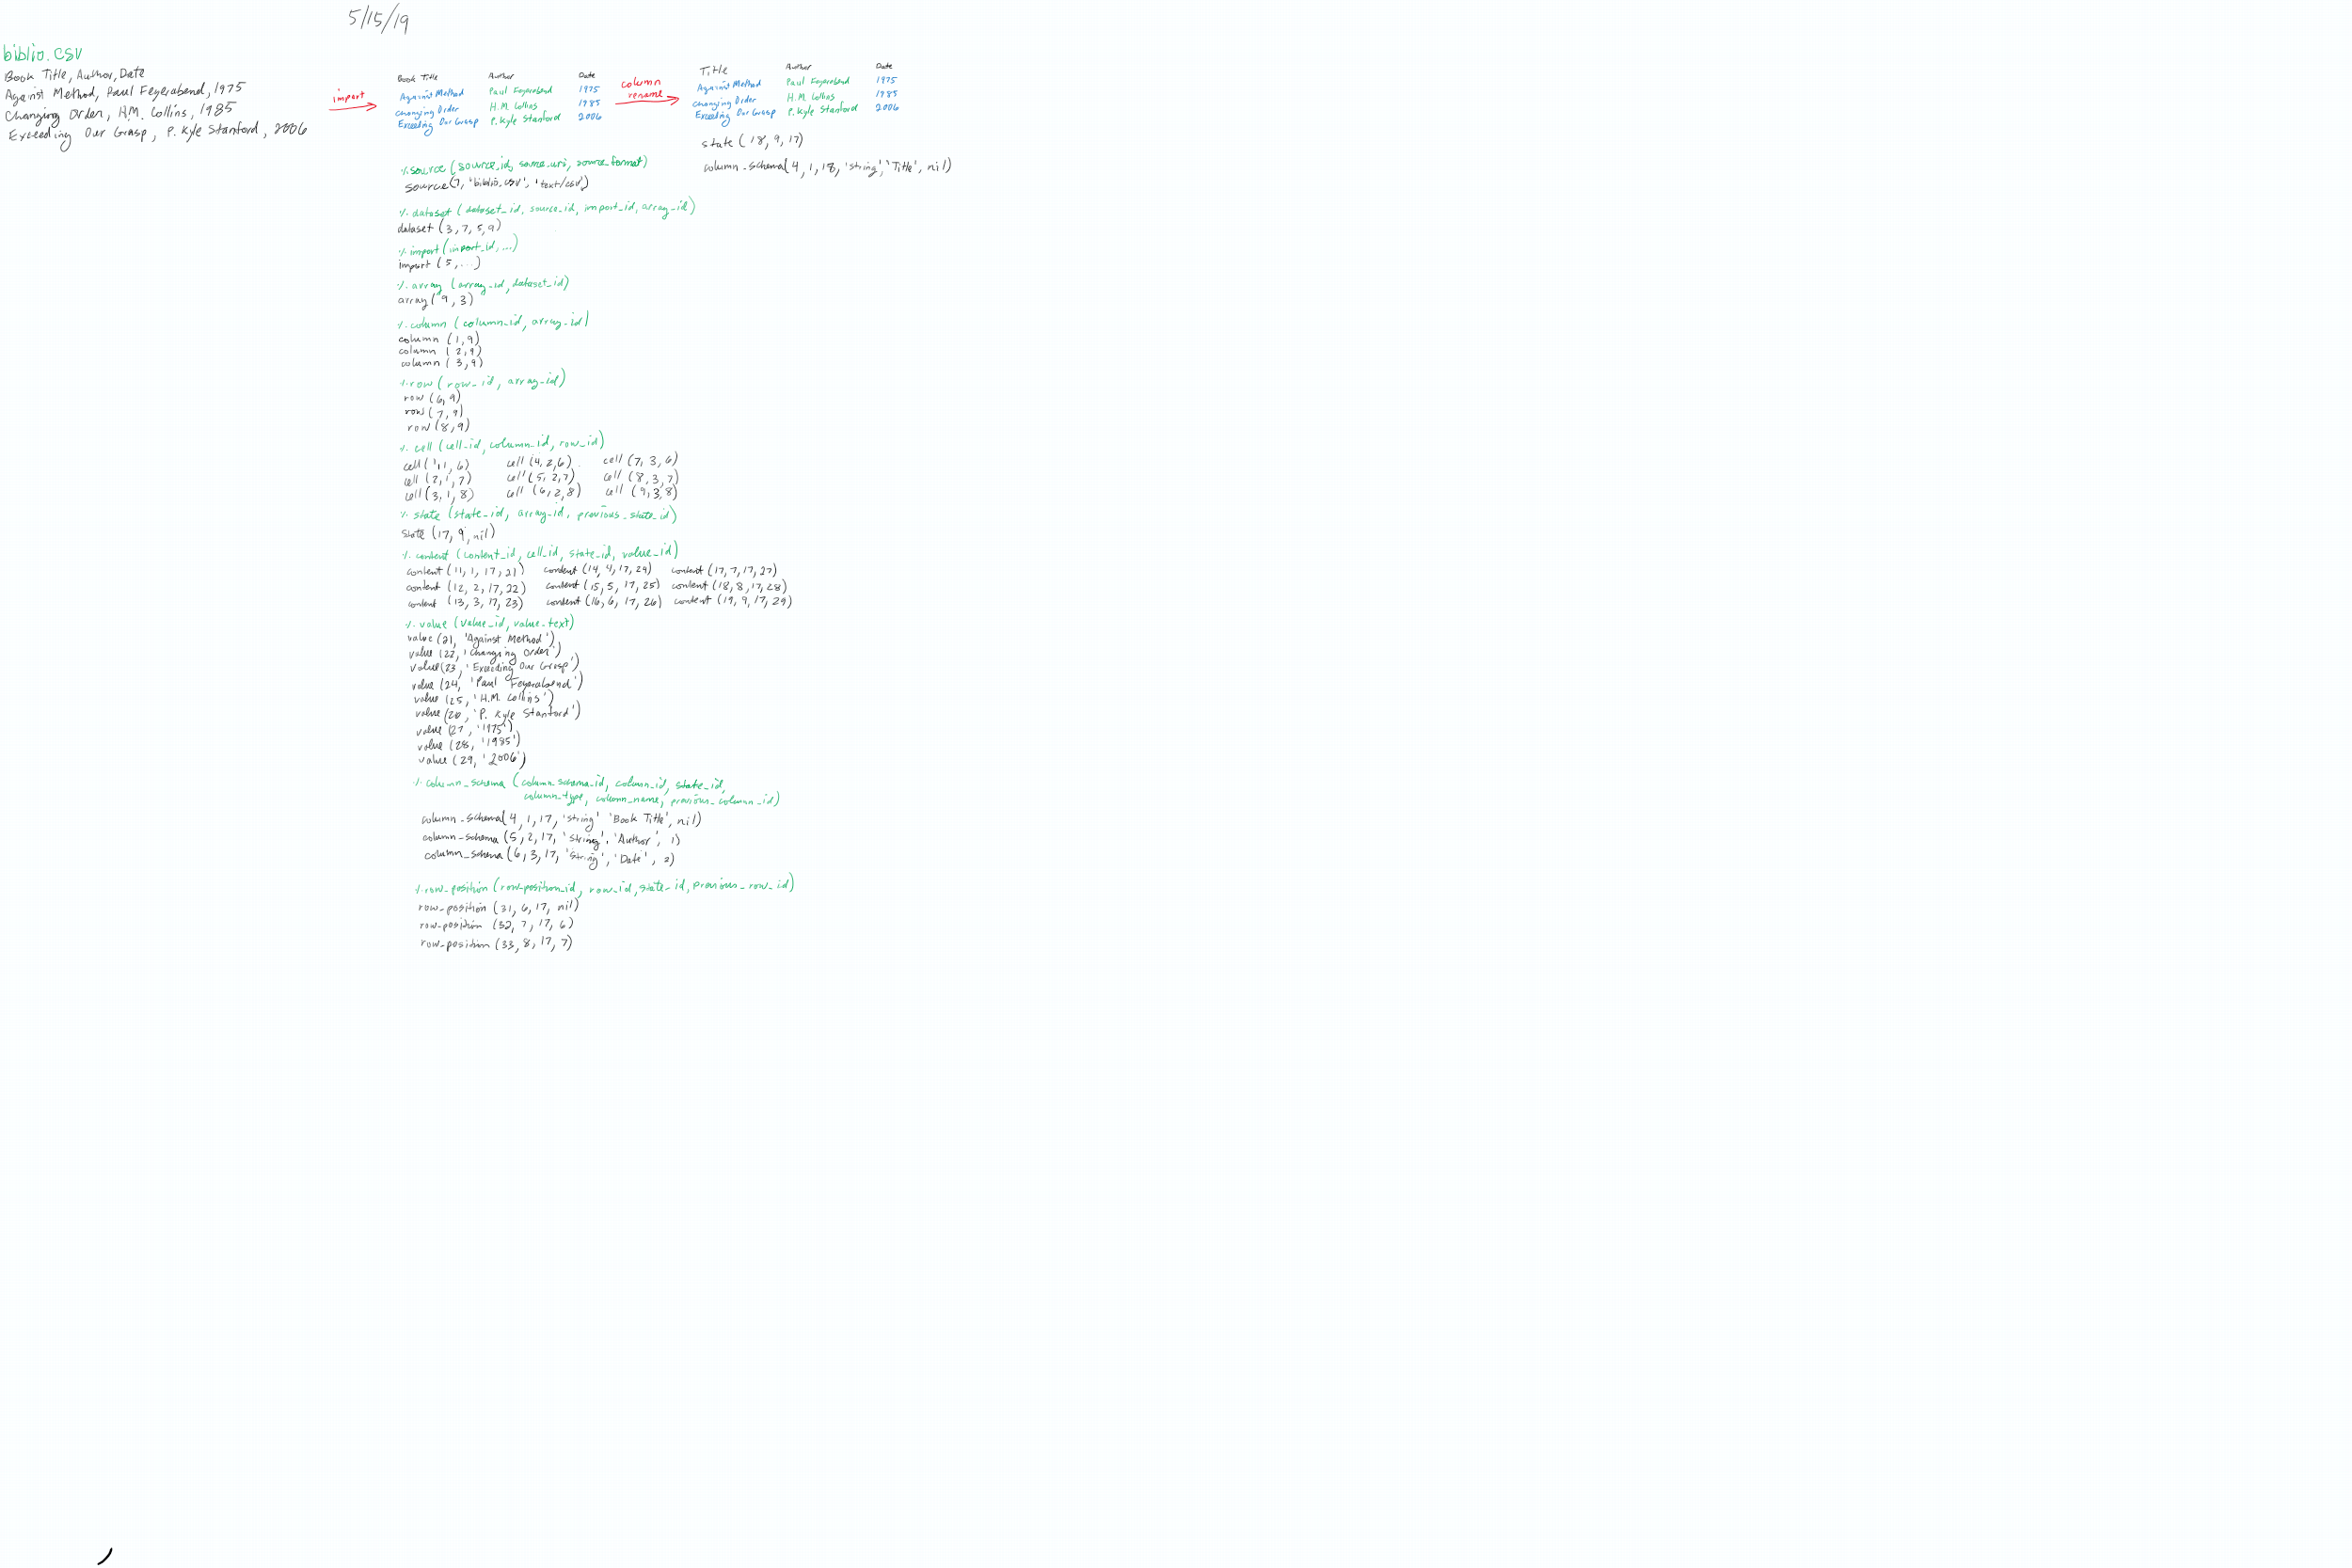 5/15/19
biblio.csv
Book Title, Author, Date
Against Method, Paul Feyerabend, 1975
Changing Order, H.M. Collins, 1985
Exceeding Our Grasp, P. Kyle Stanford, 2006
import
Book Title Author Date
Against Method Paul Feyerabend 1975
Changing Order H.M. Collins 1985
Exceeding Our Grasp P. Kyle Stanford 2006
column
rename
Title Author Date
Against Method Paul Feyerabend 1975
Changing Order H.M. Collins 1985
Exceeding Our Grasp P. Kyle Stanford 2006
state (18, 9, 17)
column_schema(4, 1, 18, 'string', 'Title', nil)
% source (source_id, source_uri, source_format)
source(7, 'biblio.csv', 'text/csv')
% dataset (dataset_id, source_id, import_id, array_id)
dataset (3, 7, 5, 9)
% import (import_id, ...)
import (5, ...)
% array (array_id, dataset_id)
array (9, 3)
% column (column_id, array_id)
column (1, 9)
column (2, 9)
column (3, 9)
% row (row_id, array_id)
row (6, 9)
row (7, 9)
row (8, 9)
% cell (cell_id, column_id, row_id)
cell (1, 1, 6) cell (4, 2, 6) cell (7, 3, 6)
cell (2, 1, 7) cell (5, 2, 7) cell (8, 3, 7)
cell (3, 1, 8) cell (6, 2, 8) cell (9, 3, 8)
% state (state_id, array_id, previous_state_id)
state (17, 9, nil)
% content (content_id, cell_id, state_id, value_id)
content (11, 1, 17, 21) content (14, 4, 17, 24) content (17, 7, 17, 27)
content (12, 2, 17, 22) content (15, 5, 17, 25) content (18, 8, 17, 28)
content (13, 3, 17, 23) content (16, 6, 17, 26) content (19, 9, 17, 29)
% value (value_id, value_text)
value (21, 'Against Method')
value (22, 'Changing Order')
value (23, 'Exceeding Our Grasp')
value (24, 'Paul Feyerabend')
value (25, 'H.M. Collins')
value (26, 'P. Kyle Stanford')
value (27, '1975')
value (28, '1985')
value (29, '2006')
% column_schema (column_schema_id, column_id, state_id,
column_type, column_name, previous_column_id)
column_schema(4, 1, 17, 'string' 'Book Title', nil)
column_schema (5, 2, 17, 'string', 'Author', 1)
column_schema (6, 3, 17, 'string', 'Date', 2)
% row_position (row_position_id, row_id, state_id, previous_row_id)
row_position (31, 6, 17, nil)
row_position (32, 7, 17, 6)
row_position (33, 8, 17, 7)